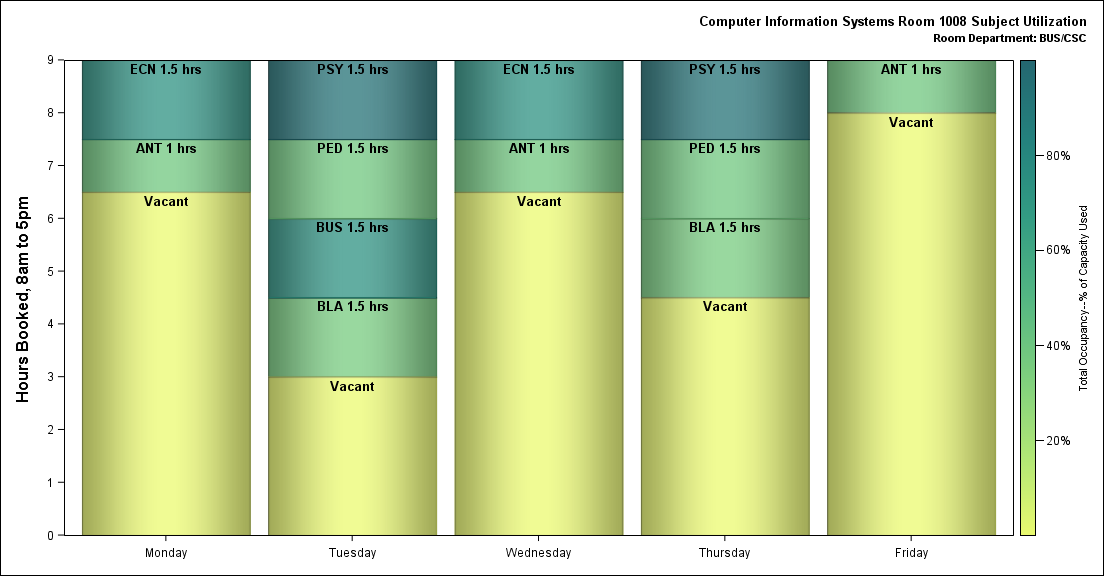 Computer Information Systems Room 1008 Subject Utilization
Room Department: BUS/CSC
Hours Booked, 8am to 5pm
9
8
7
6
5
4
3
2
1
0
ECN 1.5 hrs
ANT 1 hrs
Vacant
PSY 1.5 hrs
PED 1.5 hrs
BUS 1.5 hrs
BLA 1.5 hrs
Vacant
ECN 1.5 hrs
ANT 1 hrs
Vacant
PSY 1.5 hrs
PED 1.5 hrs
BLA 1.5 hrs
Vacant
ANT 1 hrs
Vacant
Monday
Tuesday
Wednesday
Thursday
Friday
80%
60%
40%
20%
Total Occupancy--% of Capacity Used